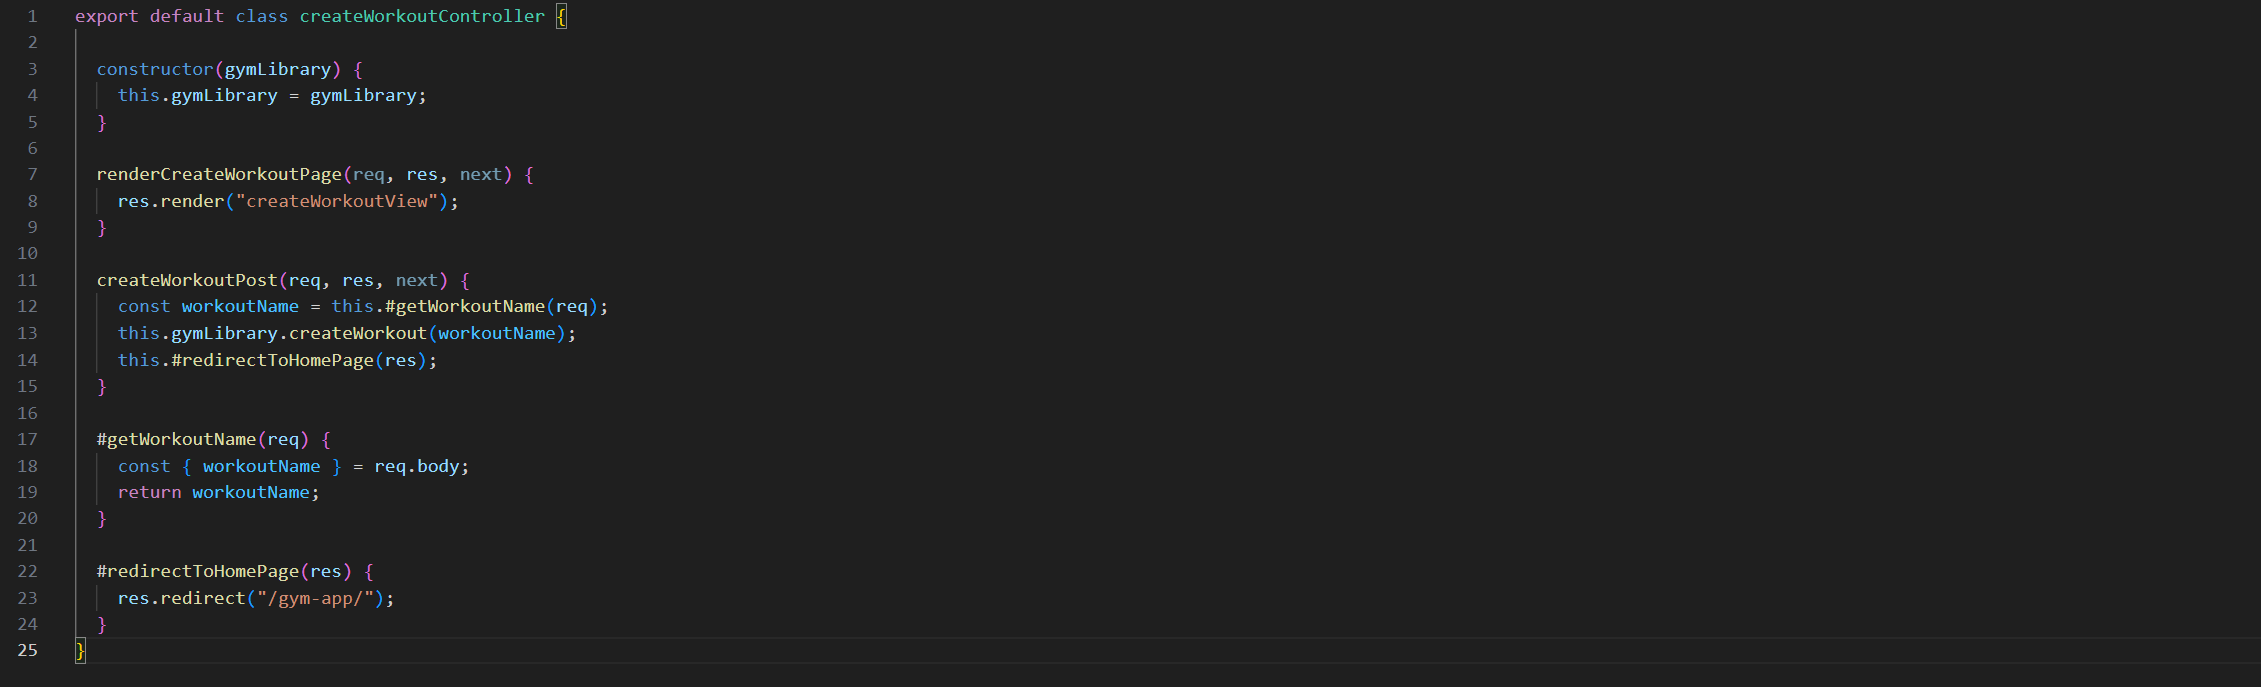 1 export default class createWorkoutController {
2
3 constructor(gymLibrary) {
4 this.gymLibrary = gymLibrary;
5 }
6
7 renderCreateWorkoutPage(req, res, next) {
8 res.render("createWorkoutView");
9 }
10
11 createWorkoutPost(req, res, next) {
12 const workoutName = this.#getWorkoutName(req);
13 this.gymLibrary.createWorkout(workoutName);
14 this.#redirectToHomePage(res);
15 }
16
17 #getWorkoutName(req) {
18 const { workoutName } = req.body;
19 return workoutName;
20 }
21
22 #redirectToHomePage(res) {
23 res.redirect("/gym-app/");
24 }
25 }